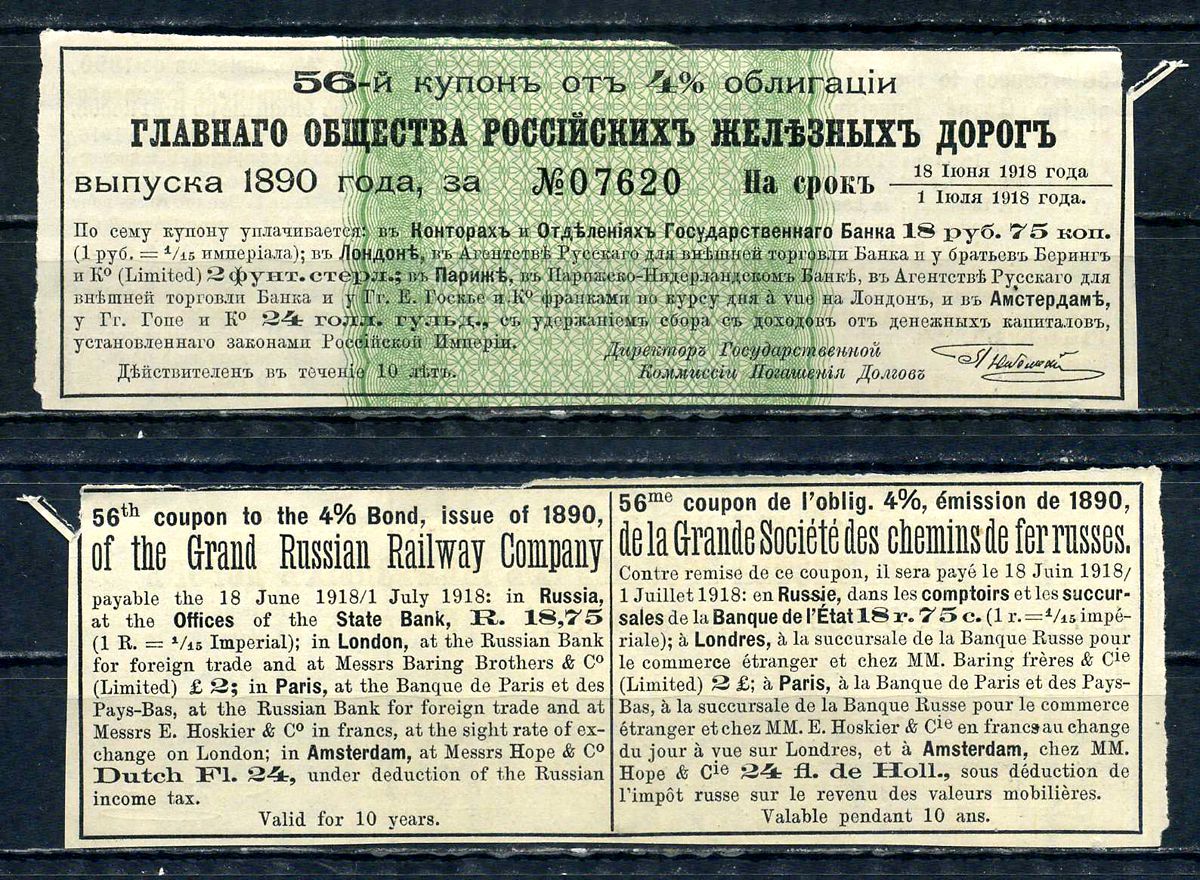 56-й купонъ отъ 4% облигаціи
ГЛАВНАГО ОБЩЕСТВА РОССІЙСКИХЪ ЖЕЛѢЗНЫХЪ ДОРОГЪ
выпуска 1890 года, за №07620 На срокъ 18 Іюня 1918 года
1 Іюля 1918 года.
По сему купону уплачивается: въ Конторахъ и Отдѣленіяхъ Государственнаго Банка 18 руб. 75 коп.
(1 руб. = 1/15 имперіала); въ Лондонѣ, въ Агентствѣ Русскаго для внѣшней торговли Банка и у братьевъ Берингъ
и Ко (Limited) 2 фунт. стерл.; въ Парижѣ, въ Парижско-Нидерландскомъ Банкѣ, въ Агентствѣ Русскаго для
внѣшней торговли Банка и у Гг. Е. Госкье и Ко франками по курсу дня à vue на Лондонъ, и въ Амстердамѣ,
у Гг. Гопе и Ко 24 голл. гульд., съ удержаніемъ сбора съ доходовъ отъ денежныхъ капиталовъ,
установленнаго законами Россійской Имперіи.
Дѣйствителенъ въ теченіе 10 лѣтъ.
Директоръ Государственной
Коммиссіи Погашенія Долговъ
56th coupon to the 4% Bond, issue of 1890,
of the Grand Russian Railway Company
payable the 18 June 1918/1 July 1918: in Russia,
at the Offices of the State Bank, R. 18,75
(1 R. = 1/15 Imperial); in London, at the Russian Bank
for foreign trade and at Messrs Baring Brothers & Co
(Limited) £ 2; in Paris, at the Banque de Paris et des
Pays-Bas, at the Russian Bank for foreign trade and at
Messrs E. Hoskier & Co in francs, at the sight rate of ex-
change on London; in Amsterdam, at Messrs Hope & Co
Dutch Fl. 24, under deduction of the Russian
income tax.
Valid for 10 years.
56me coupon de l'oblig. 4%, émission de 1890,
de la Grande Société des chemins de fer russes.
Contre remise de ce coupon, il sera payé le 18 Juin 1918/
1 Juillet 1918: en Russie, dans les comptoirs et les succur-
sales de la Banque de l'État 18 r. 75 c. (1 r.=1/15 impé-
riale); à Londres, à la succursale de la Banque Russe pour
le commerce étranger et chez MM. Baring frères & Cie
(Limited) 2 £; à Paris, à la Banque de Paris et des Pays-
Bas, à la succursale de la Banque Russe pour le commerce
étranger et chez MM. E. Hoskier & Cie en francs au change
du jour à vue sur Londres, et à Amsterdam, chez MM.
Hope & Cie 24 fl. de Holl., sous déduction de
l'impôt russe sur le revenu des valeurs mobilières.
Valable pendant 10 ans.